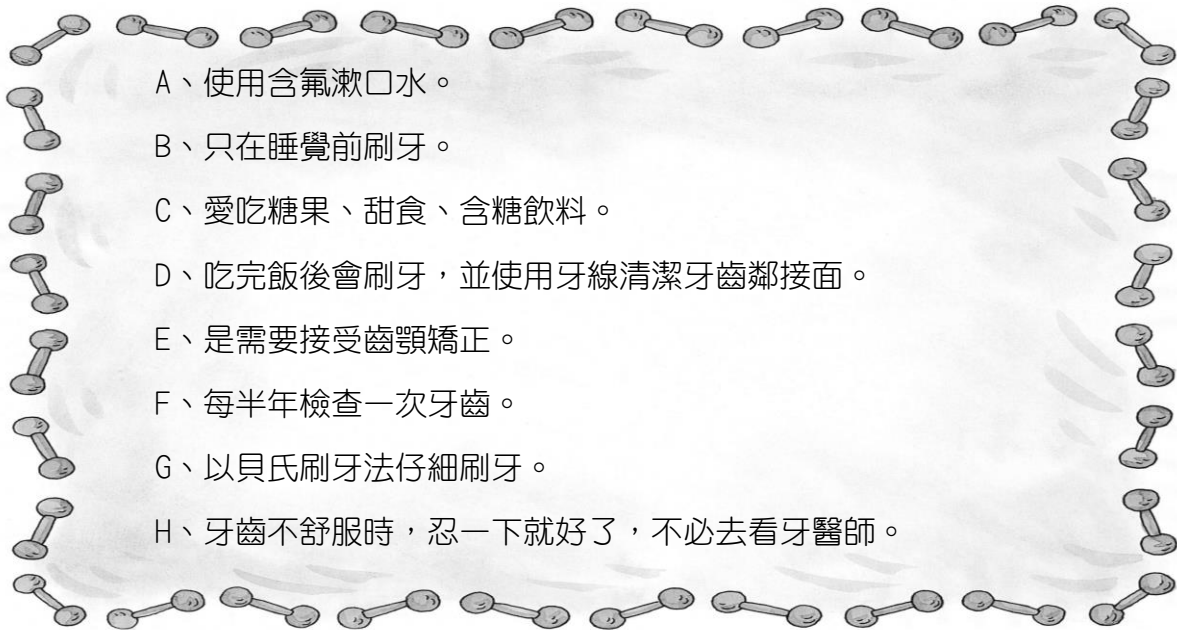 A、使用含氟漱口水。
B、只在睡覺前刷牙。
C、愛吃糖果、甜食、含糖飲料。
D、吃完飯後會刷牙，並使用牙線清潔牙齒鄰接面。
E、是需要接受齒顎矯正。
F、每半年檢查一次牙齒。
G、以貝氏刷牙法仔細刷牙。
H、牙齒不舒服時，忍一下就好了，不必去看牙醫師。